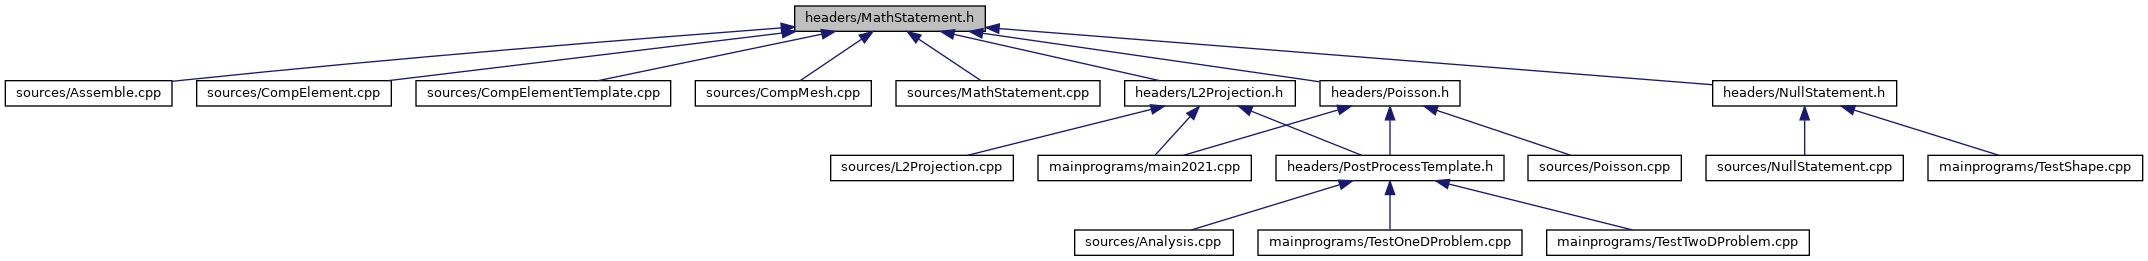 headers/MathStatement.h
sources/Assemble.cpp
sources/CompElement.cpp
sources/CompElementTemplate.cpp
sources/CompMesh.cpp
sources/MathStatement.cpp
headers/L2Projection.h
headers/Poisson.h
headers/NullStatement.h
sources/L2Projection.cpp
mainprograms/main2021.cpp
headers/PostProcessTemplate.h
sources/Poisson.cpp
sources/NullStatement.cpp
mainprograms/TestShape.cpp
sources/Analysis.cpp
mainprograms/TestOneDProblem.cpp
mainprograms/TestTwoDProblem.cpp